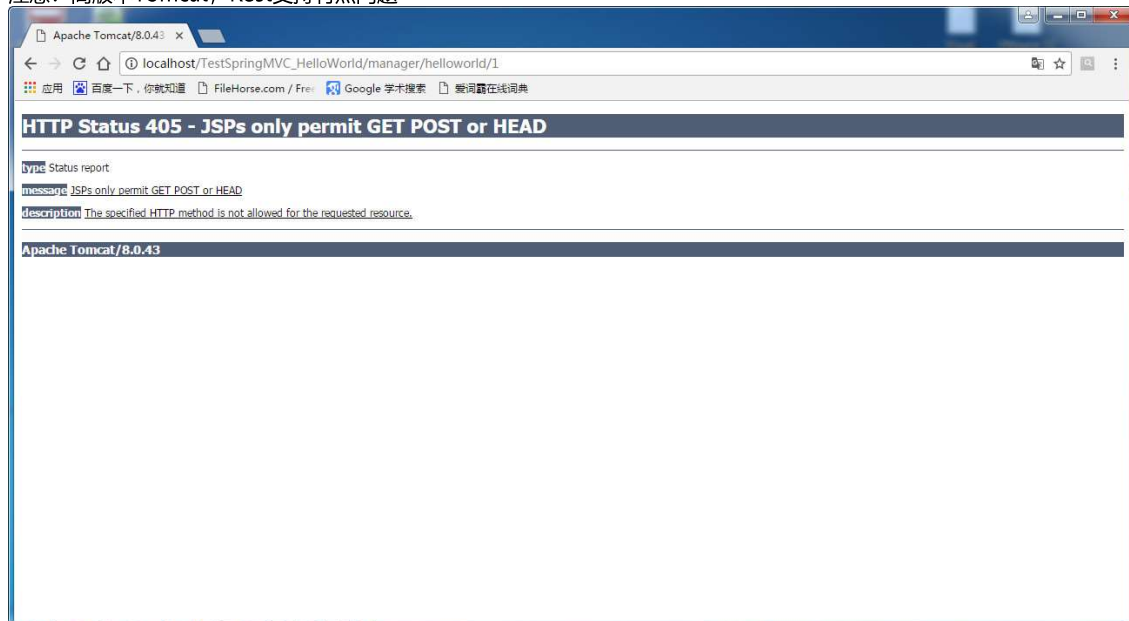 Apache Tomcat/8.0.43
localhost/TestSpringMVC_HelloWorld/manager/helloworld/1
应用 百度一下，你就知道 FileHorse.com / Fre Google 学术搜索 爱词霸在线词典
HTTP Status 405 - JSPs only permit GET POST or HEAD
type Status report
message JSPs only permit GET POST or HEAD
description The specified HTTP method is not allowed for the requested resource.
Apache Tomcat/8.0.43